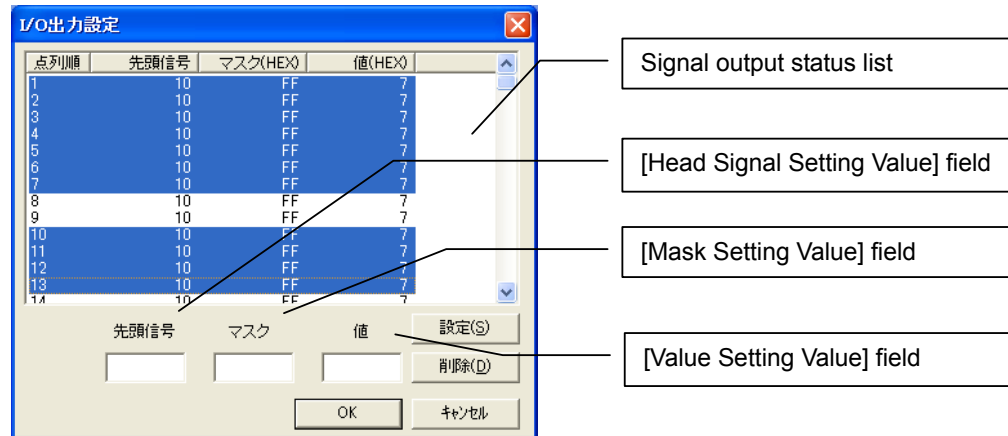 I/O出力設定
点列順 先頭信号 マスク(HEX) 値(HEX)
1 10 FF 7
2 10 FF 7
3 10 FF 7
4 10 FF 7
5 10 FF 7
6 10 FF 7
7 10 FF 7
8 10 FF 7
9 10 FF 7
10 10 FF 7
11 10 FF 7
12 10 FF 7
13 10 FF 7
14 10 FF 7
先頭信号 マスク 値 設定(S)
削除(D)
OK キャンセル
Signal output status list
[Head Signal Setting Value] field
[Mask Setting Value] field
[Value Setting Value] field